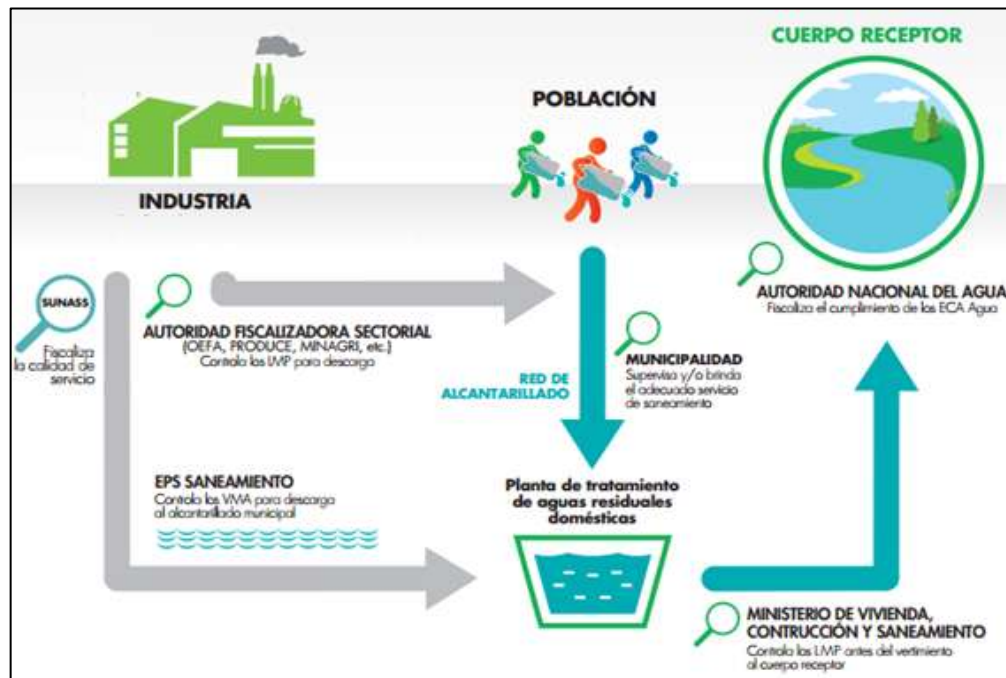 CUERPO RECEPTOR
POBLACIÓN
INDUSTRIA
SUNASS
Fiscaliza
la calidad de
servicio
AUTORIDAD FISCALIZADORA SECTORIAL
(OEFA, PRODUCE, MINAGRI, etc.)
Controla los LMP para descarga
AUTORIDAD NACIONAL DEL AGUA
Fiscaliza el cumplimiento de los ECA Agua
RED DE
ALCANTARILLADO
MUNICIPALIDAD
Supervisa y/o brinda
el adecuado servicio
de saneamiento
EPS SANEAMIENTO
Controla los VMA para descarga
al alcantarillado municipal
Planta de tratamiento
de aguas residuales
domésticas
MINISTERIO DE VIVIENDA,
CONTRUCCIÓN Y SANEAMIENTO
Controla los LMP antes del vertimiento
al cuerpo receptor